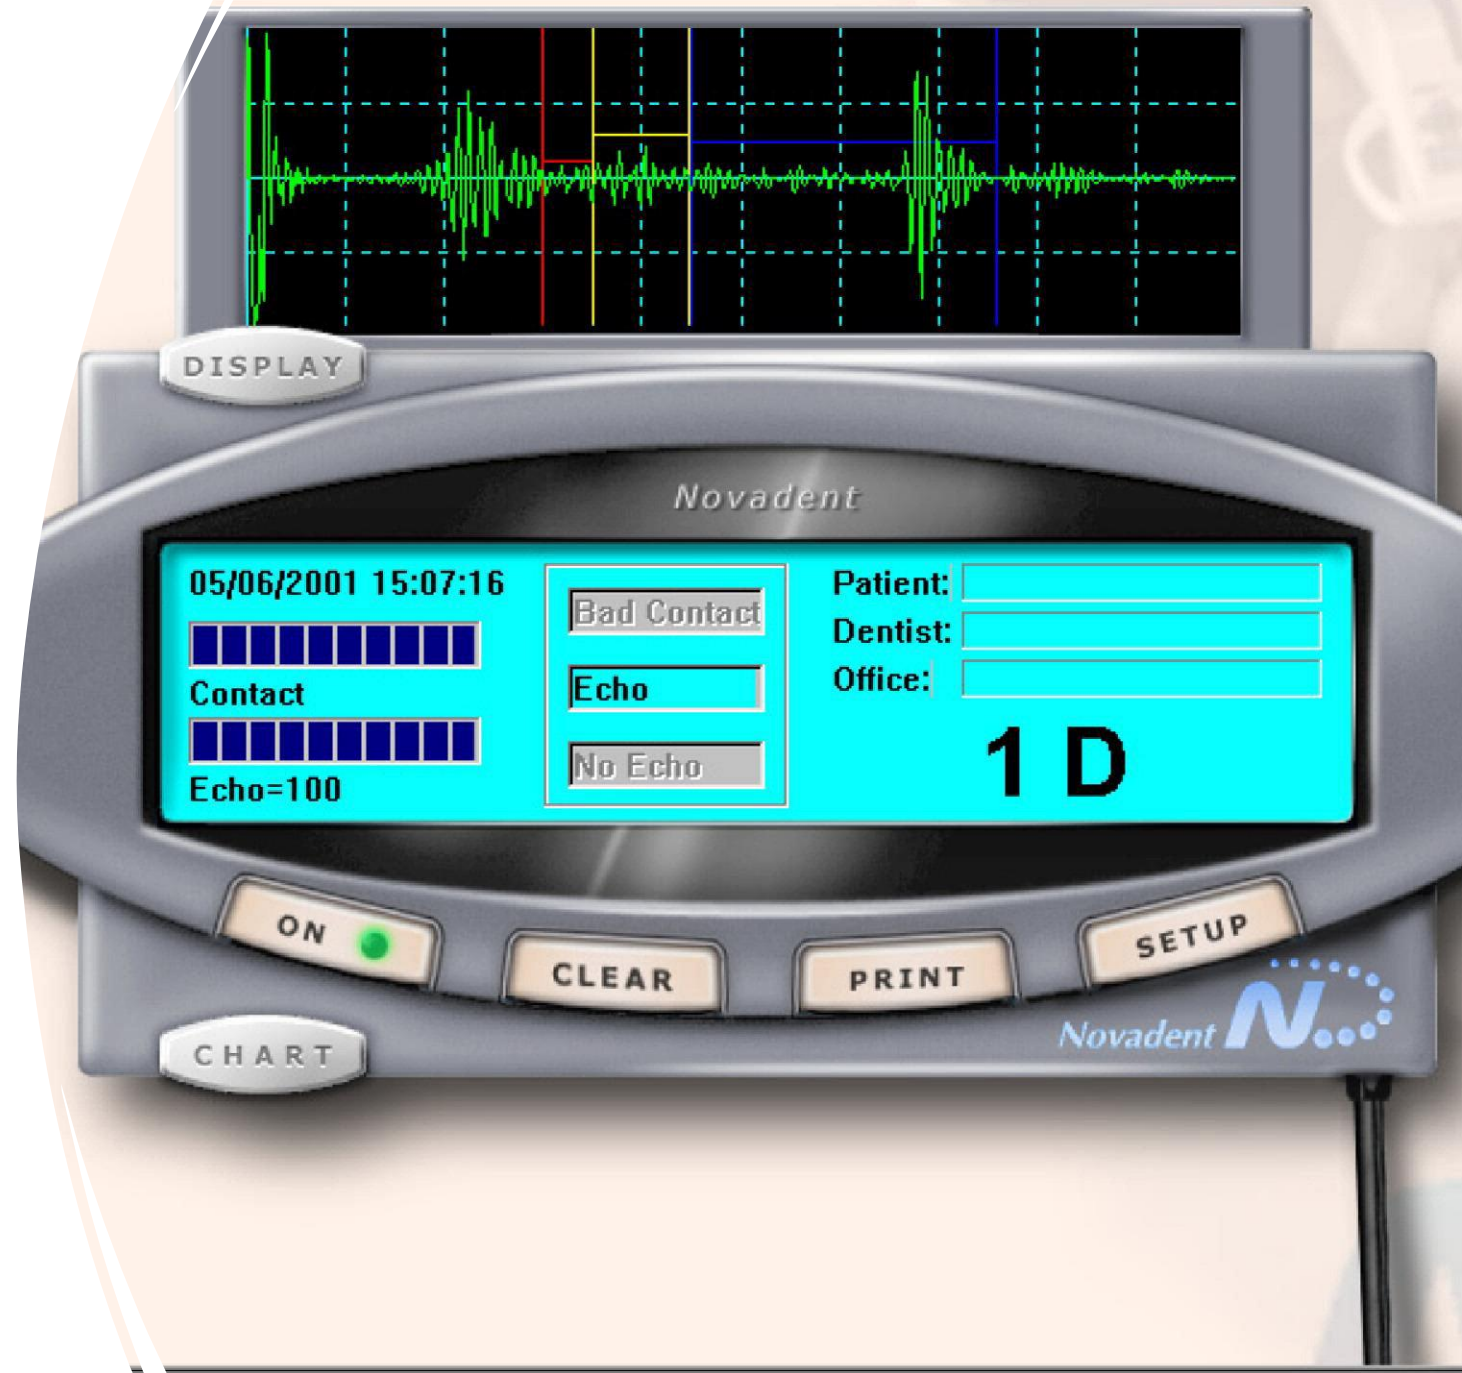 DISPLAY
Novadent
05/06/2001 15:07:16
Contact
Echo=100
Bad Contact
Echo
No Echo
Patient:
Dentist:
Office:
1 D
ON
CLEAR
PRINT
SETUP
Novadent N
CHART